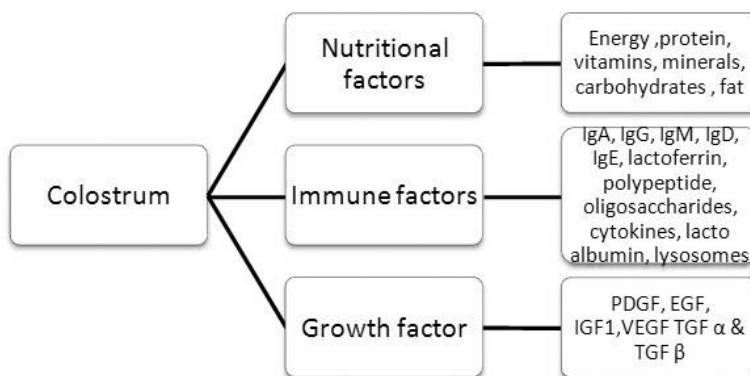 Colostrum
Nutritional
factors
Energy ,protein,
vitamins, minerals,
carbohydrates , fat
Immune factors
IgA, IgG, IgM, IgD,
IgE, lactoferrin,
polypeptide,
oligosaccharides,
cytokines, lacto
albumin, lysosomes
Growth factor
PDGF, EGF,
IGF1,VEGF TGF α &
TGF β